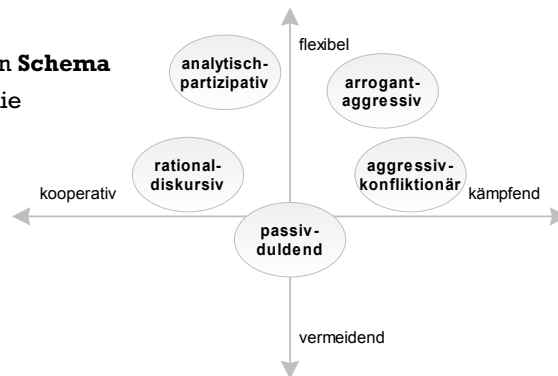 n Schema
ie
flexibel
analytisch-
partizipativ
arrogant-
aggressiv
rational-
diskursiv
aggressiv-
konfliktionär
kooperativ
kämpfend
passiv-
duldend
vermeidend